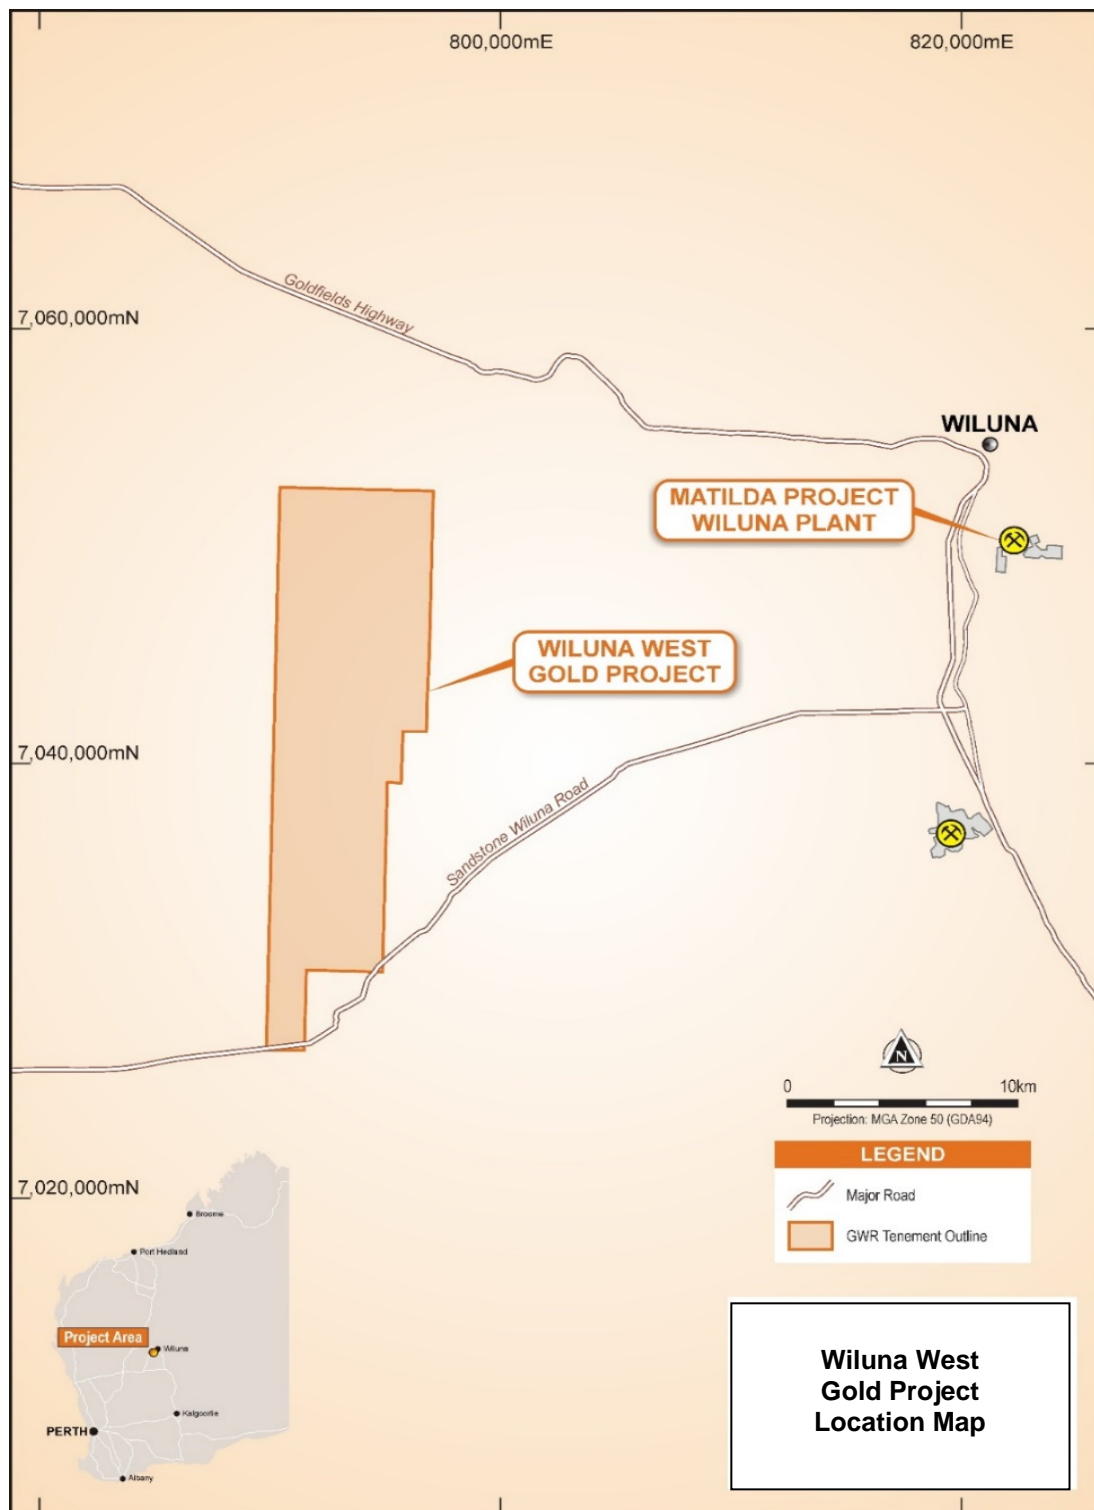 800,000mE
820,000mE
Goldfields Highway
7,060,000mN
WILUNA
MATILDA PROJECT
WILUNA PLANT
WILUNA WEST
GOLD PROJECT
7,040,000mN
Sandstone Wiluna Road
N
0
10km
Projection: MGA Zone 50 (GDA94)
LEGEND
Major Road
GWR Tenement Outline
7,020,000mN
Broome
Port Hedland
Project Area
Wiluna
Kalgoorlie
PERTH
Albany
Wiluna West
Gold Project
Location Map